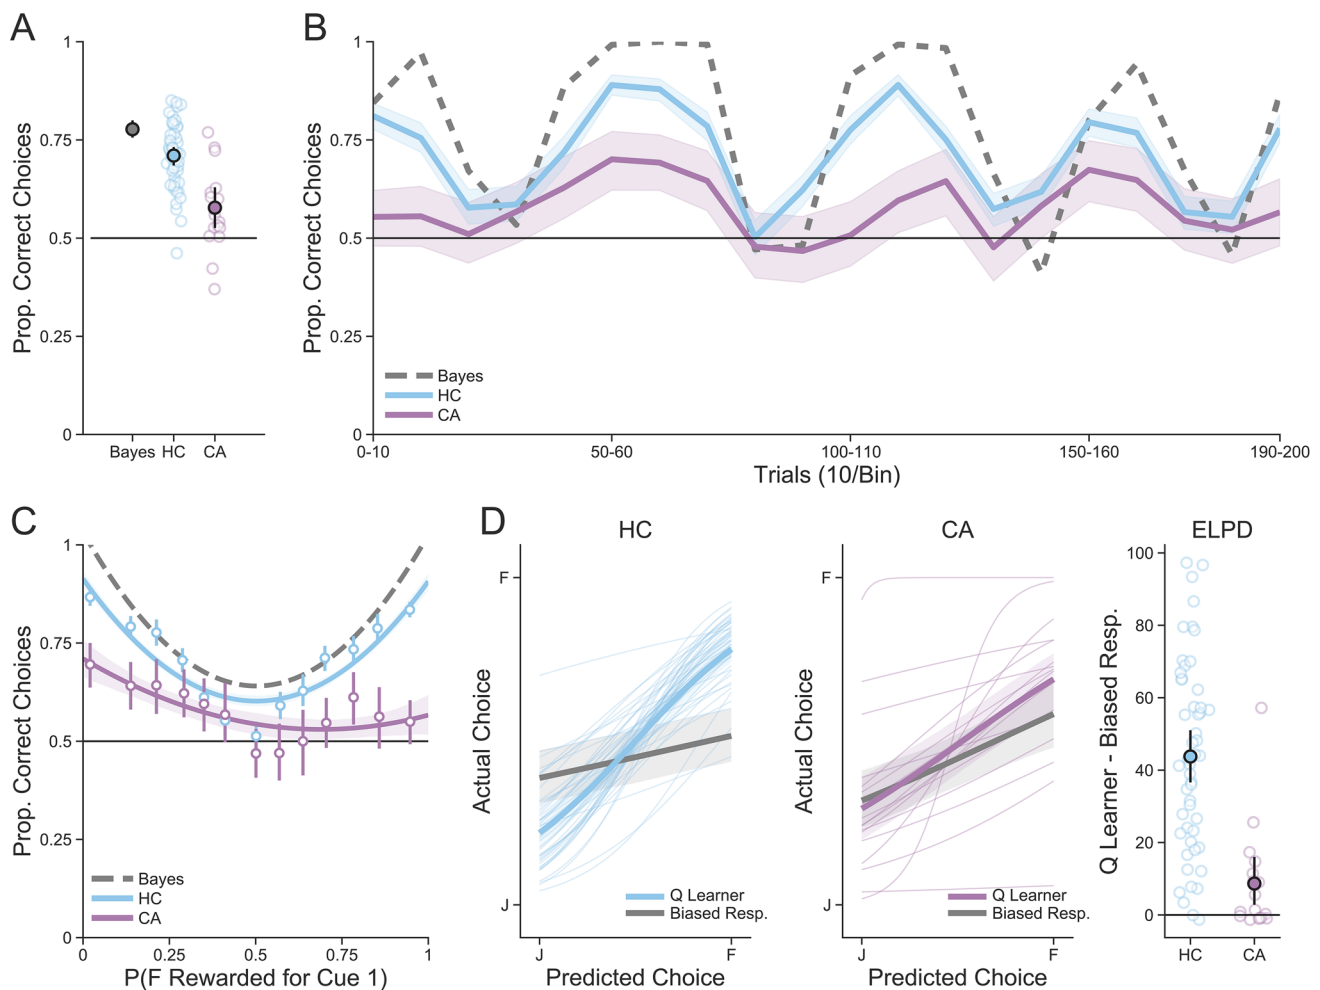 A
Prop. Correct Choices
1
0.75
0.5
0.25
0
Bayes HC CA
B
Prop. Correct Choices
1
0.75
0.5
0.25
0
Bayes
HC
CA
0-10 50-60 100-110 150-160 190-200
Trials (10/Bin)
C
Prop. Correct Choices
1
0.75
0.5
0.25
0
Bayes
HC
CA
0 0.25 0.5 0.75 1
P(F Rewarded for Cue 1)
D
HC
Actual Choice
F
J
Q Learner
Biased Resp.
J F
Predicted Choice
CA
Actual Choice
F
J
Q Learner
Biased Resp.
J F
Predicted Choice
ELPD
Q Learner - Biased Resp.
100
80
60
40
20
0
HC CA